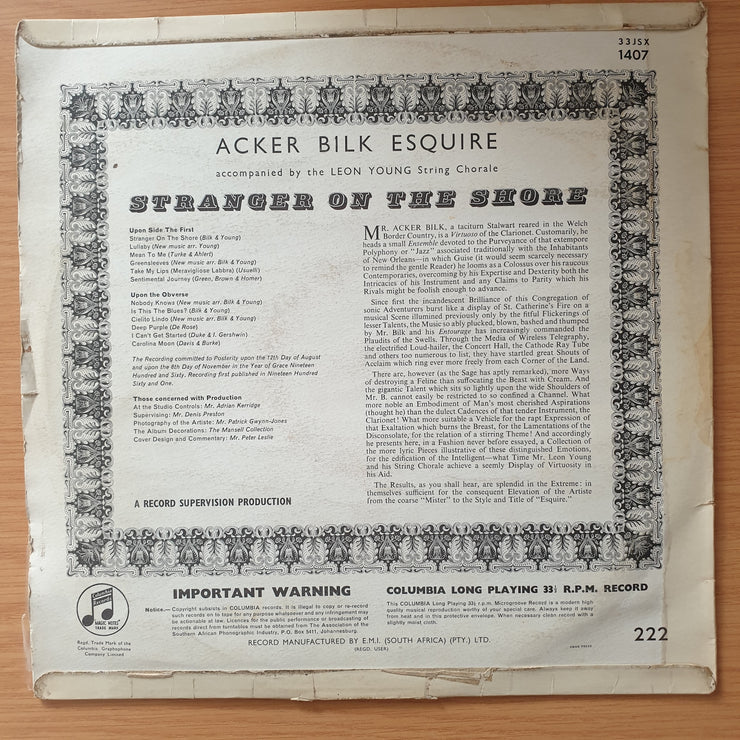 33JSX
1407
ACKER BILK ESQUIRE
accompanied by the LEON YOUNG String Chorale
STRANGER ON THE SHORE
Upon Side The First
Stranger On The Shore (Bilk & Young)
Lullaby (New music arr. Young)
Mean To Me (Turke & Ahlert)
Greensleeves (New music arr. Bilk & Young)
Take My Lips (Meravigliose Labbra) (Usuelli)
Sentimental Journey (Green, Brown & Homer)
Upon the Obverse
Nobody Knows (New music arr. Bilk & Young)
Is This The Blues? (Bilk & Young)
Cielito Lindo (New music arr. Bilk & Young)
Deep Purple (De Rose)
I Can't Get Started (Duke & I. Gershwin)
Carolina Moon (Davis & Burke)
The Recording committed to Posterity upon the 12th Day of August
and upon the 8th Day of November in the Year of Grace Nineteen
Hundred and Sixty. Recording first published in Nineteen Hundred
Sixty and One.
Those concerned with Production
At the Studio Controls: Mr. Adrian Kerridge
Supervising: Mr. Denis Preston
Photography of the Artiste: Mr. Patrick Gwynn-Jones
The Album Decorations: The Mansell Collection
Cover Design and Commentary: Mr. Peter Leslie
A RECORD SUPERVISION PRODUCTION
MR. ACKER BILK, a taciturn Stalwart reared in the Welch
Border Country, is a Virtuoso of the Clarionet. Customarily, he
heads a small Ensemble devoted to the Purveyance of that extempore
Polyphony or "Jazz" associated traditionally with the Inhabitants
of New Orleans—in which Guise (it would seem scarcely necessary
to remind the gentle Reader) he looms as a Colossus over his raucous
Contemporaries, overcoming by his Expertise and Dexterity both the
Intricacies of his Instrument and any Claims to Parity which his
Rivals might be foolish enough to advance.
Since first the incandescent Brilliance of this Congregation of
sonic Adventurers burst like a display of St. Catherine's Fire on a
musical Scene illumined previously only by the fitful Flickerings of
lesser Talents, the Music so ably plucked, blown, bashed and thumped
by Mr. Bilk and his Entourage has increasingly commanded the
Plaudits of the Swells. Through the Media of Wireless Telegraphy,
the electrified Loud-hailer, the Concert Hall, the Cathode Ray Tube
and others too numerous to list, they have startled great Shouts of
Acclaim which ring ever more freely from each Corner of the Land.
There are, however (as the Sage has aptly remarked), more Ways
of destroying a Feline than suffocating the Beast with Cream. And
the gigantic Talent which sits so lightly upon the wide Shoulders of
Mr. B. cannot easily be restricted to so confined a Channel. What
more noble an Embodiment of Man's most cherished Aspirations
(thought he) than the dulcet Cadences of that tender Instrument, the
Clarionet! What more suitable a Vehicle for the rapt Expression of
that Exaltation which burns the Breast, for the Lamentations of the
Disconsolate, for the relation of a stirring Theme! And accordingly
he presents here, in a Fashion never before essayed, a Collection of
the more lyric Pieces illustrative of these distinguished Emotions,
for the edification of the Intelligent—what Time Mr. Leon Young
and his String Chorale achieve a seemly Display of Virtuosity in
his Aid.
The Results, as you shall hear, are splendid in the Extreme: in
themselves sufficient for the consequent Elevation of the Artiste
from the coarse "Mister" to the Style and Title of "Esquire."
IMPORTANT WARNING
Notice.— Copyright subsists in COLUMBIA records. It is illegal to copy or re-record
such records on to tape for any purpose whatsoever and any infringement may
be actionable at law. Licences for the public performance or broadcasting of
records direct from turntables must be obtained from The Association of the
Southern African Phonographic Industry, P.O. Box 5411, Johannesburg.
COLUMBIA LONG PLAYING 33⅓ R.P.M. RECORD
This COLUMBIA Long Playing 33⅓ r.p.m. Microgroove Record is a modern high
quality musical reproduction worthy of your special care. Always keep it away
from heat and in this protective envelope. When necessary clean record with a
slightly moist cloth.
Columbia
Records
MAGIC NOTES
TRADE MARK
Regd. Trade Mark of the
Columbia Graphophone
Company Limited
RECORD MANUFACTURED BY E.M.I. (SOUTH AFRICA) (PTY.) LTD.
(REGD. USER)
222